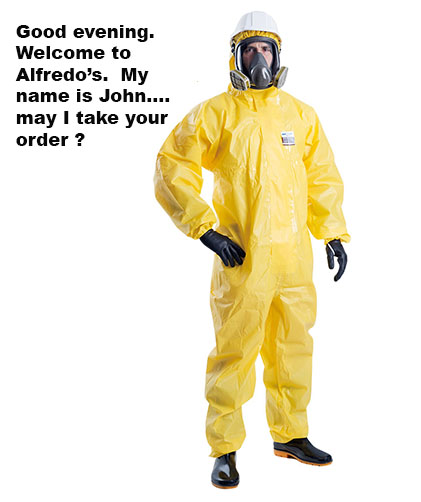 Good evening.
Welcome to
Alfredo's.  My
name is John....
may I take your
order ?